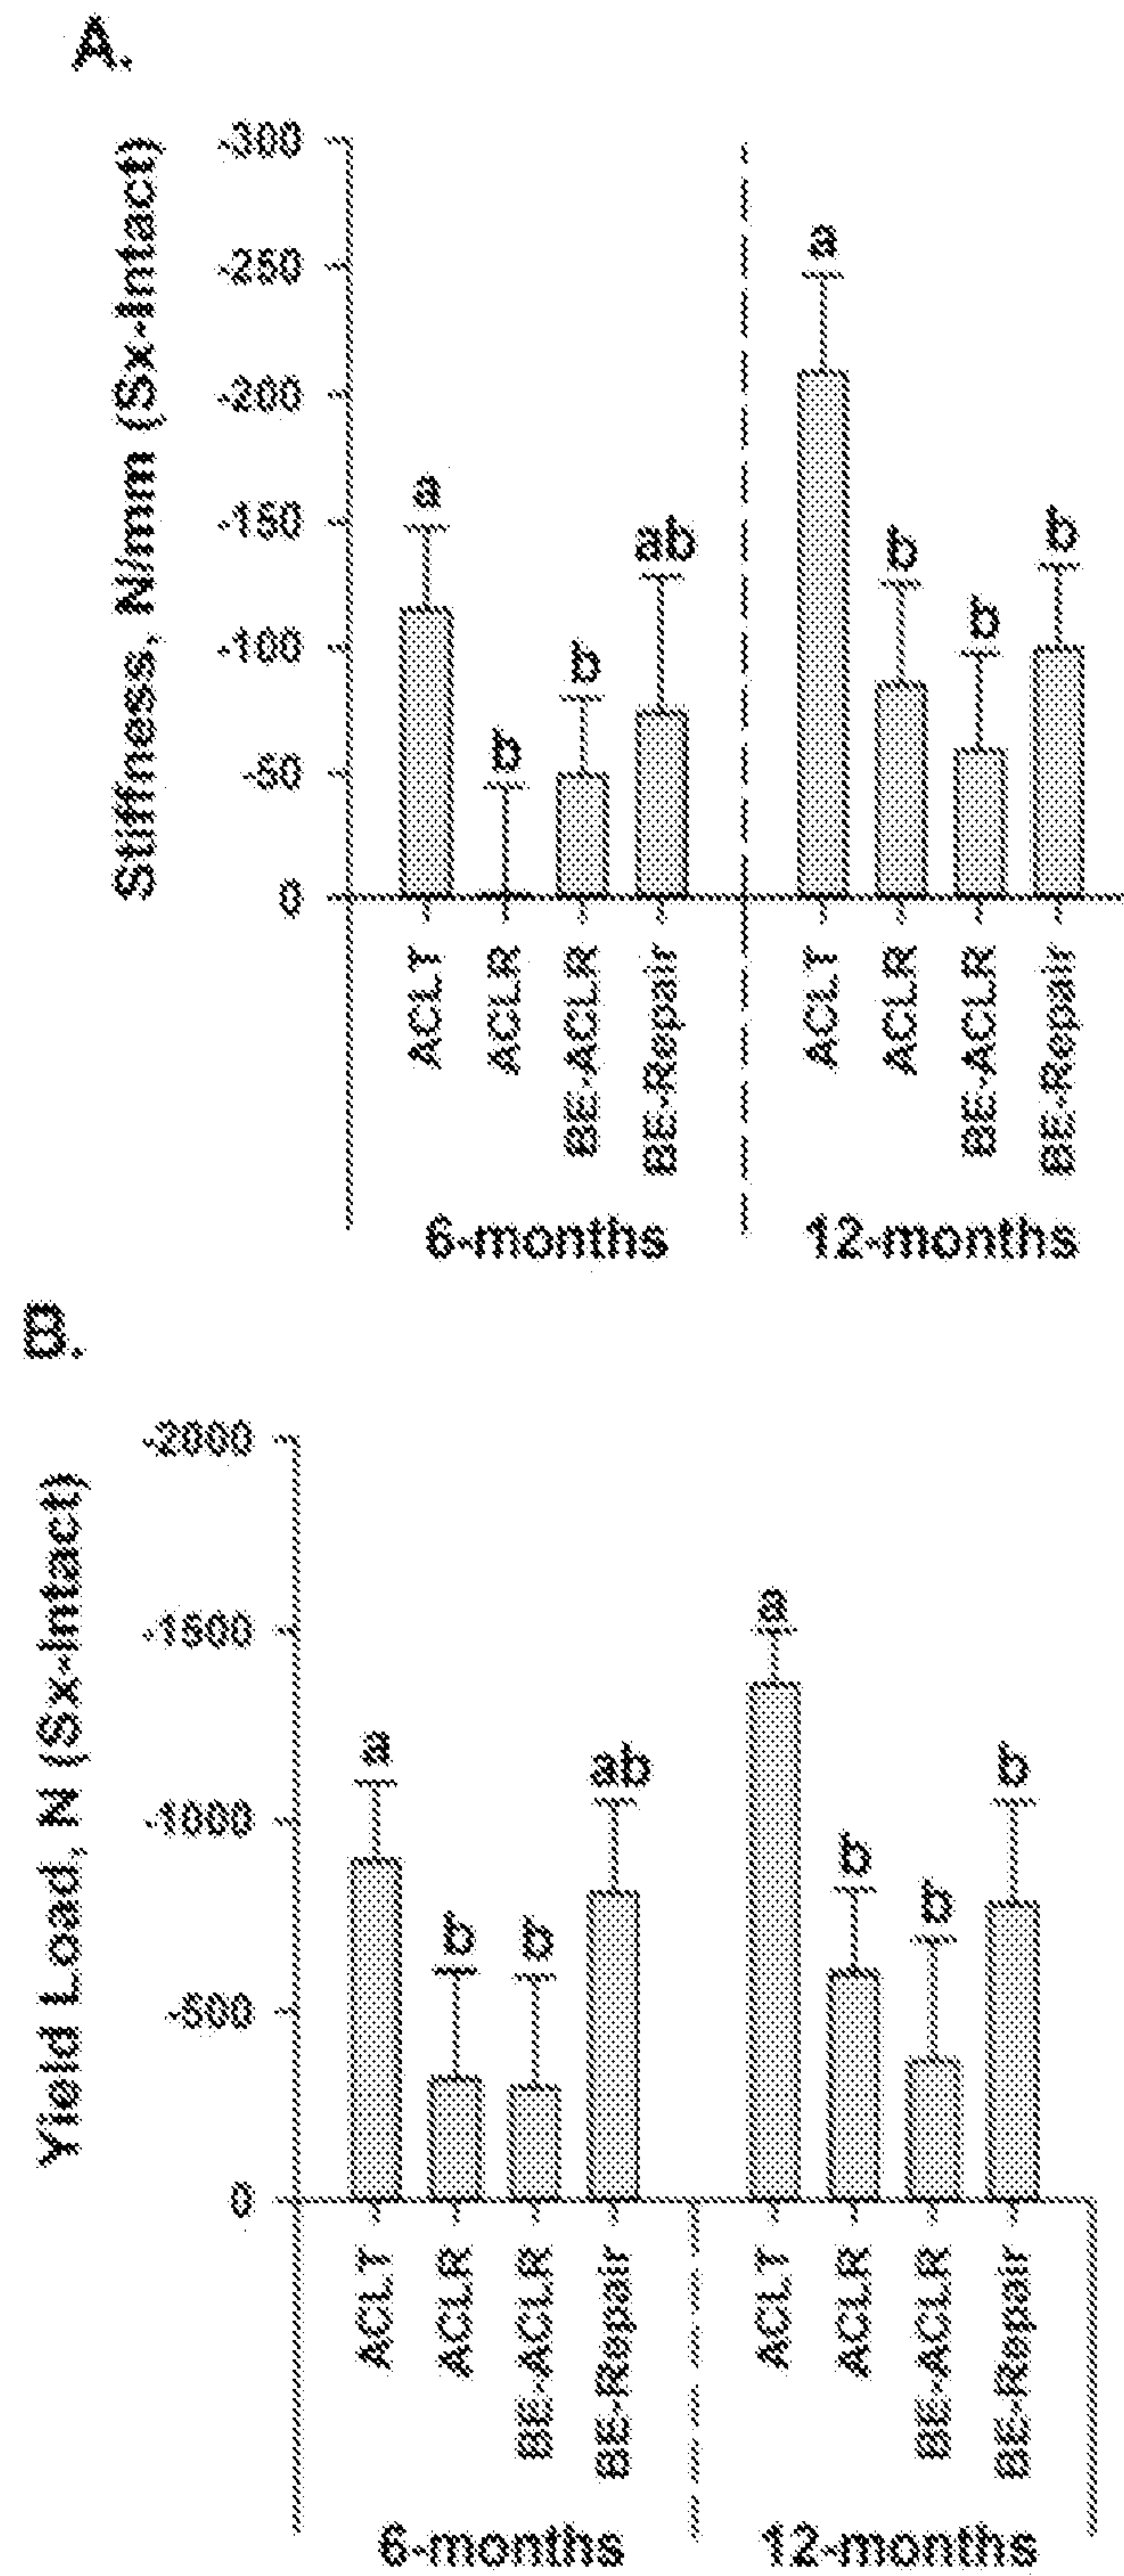 A.
Stiffness, N/mm (Sx-Intact)
-300
-250
-200
-150
-100
-50
0
a
b
b
ab
a
b
b
b
ACLT
ACLR
BE-ACLR
BE-Repair
ACLT
ACLR
BE-ACLR
BE-Repair
6-months
12-months
B.
Yield Load, N (Sx-Intact)
-2000
-1500
-1000
-500
0
a
b
b
ab
a
b
b
b
ACLT
ACLR
BE-ACLR
BE-Repair
ACLT
ACLR
BE-ACLR
BE-Repair
6-months
12-months